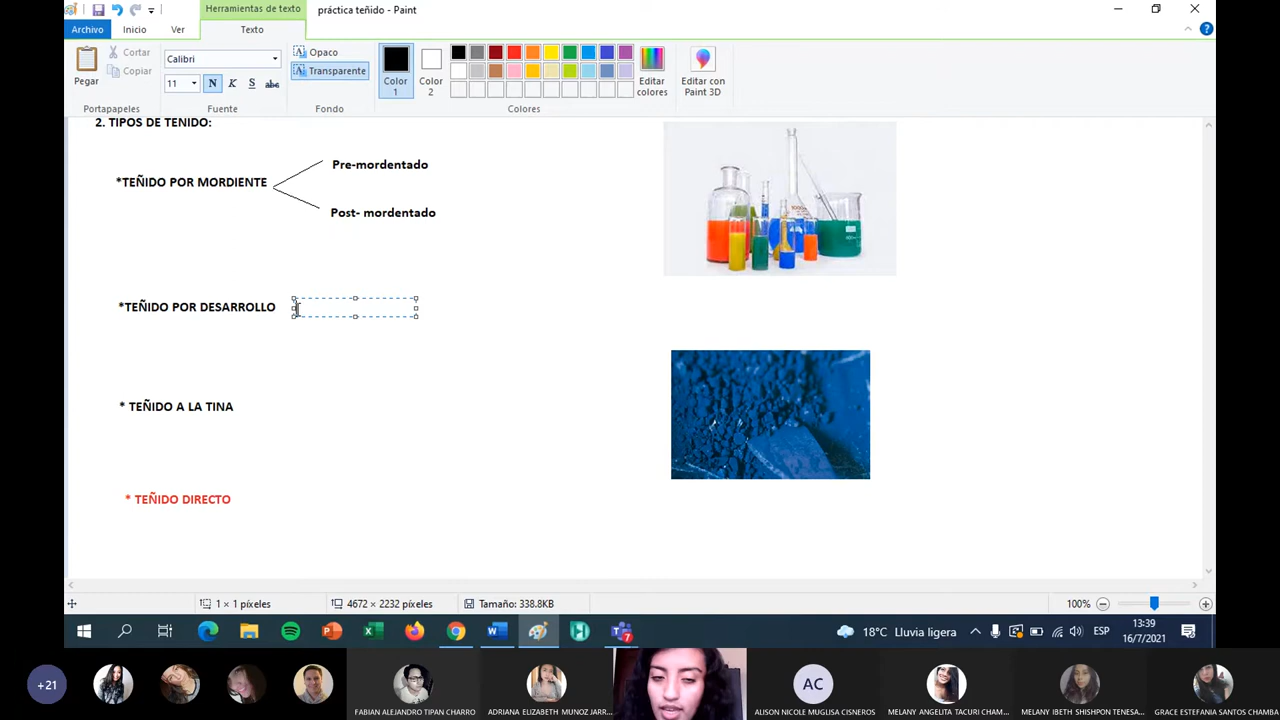 Herramientas de texto
práctica teñido - Paint
Archivo
Inicio
Ver
Texto
Pegar
Cortar
Copiar
Portapapeles
Calibri
11
N
K
S
abc
Fuente
Opaco
Transparente
Fondo
Color 1
Color 2
Editar colores
Editar con Paint 3D
Colores
2. TIPOS DE TENIDO:
*TEÑIDO POR MORDIENTE
Pre-mordentado
Post- mordentado
*TEÑIDO POR DESARROLLO
* TEÑIDO A LA TINA
* TEÑIDO DIRECTO
1 × 1 píxeles
4672 × 2232 píxeles
Tamaño: 338.8KB
100%
7
18°C Lluvia ligera
ESP
13:39
16/7/2021
+21
FABIAN ALEJANDRO TIPAN CHARRO
ADRIANA ELIZABETH MUNOZ JARR...
AC
ALISON NICOLE MUGLISA CISNEROS
MELANY ANGELITA TACURI CHAM...
MELANY IBETH SHISHPON TENESA...
GRACE ESTEFANIA SANTOS CHAMBA